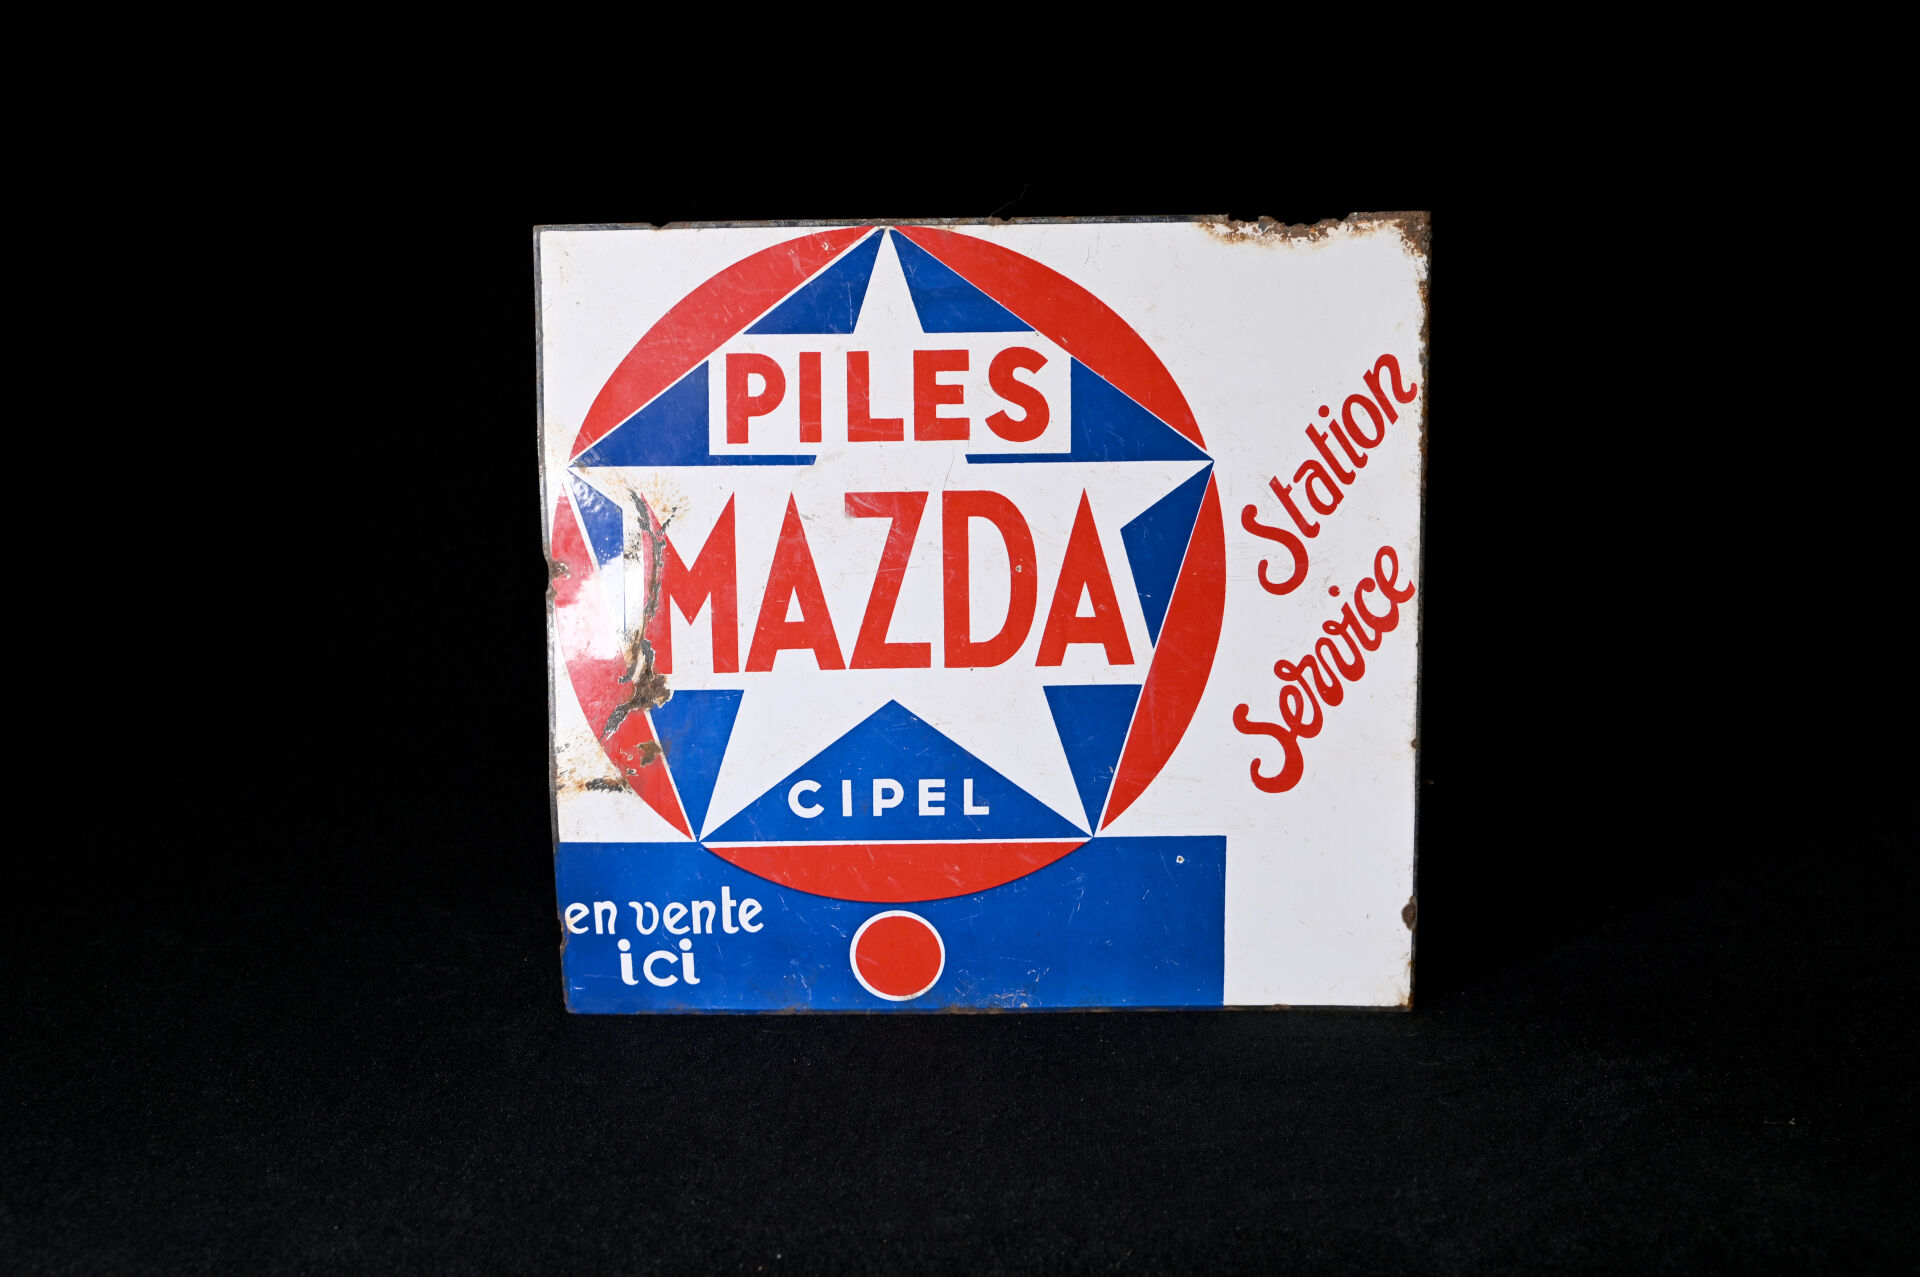 PILES
MAZDA
CIPEL
en vente
ici
Station
Service